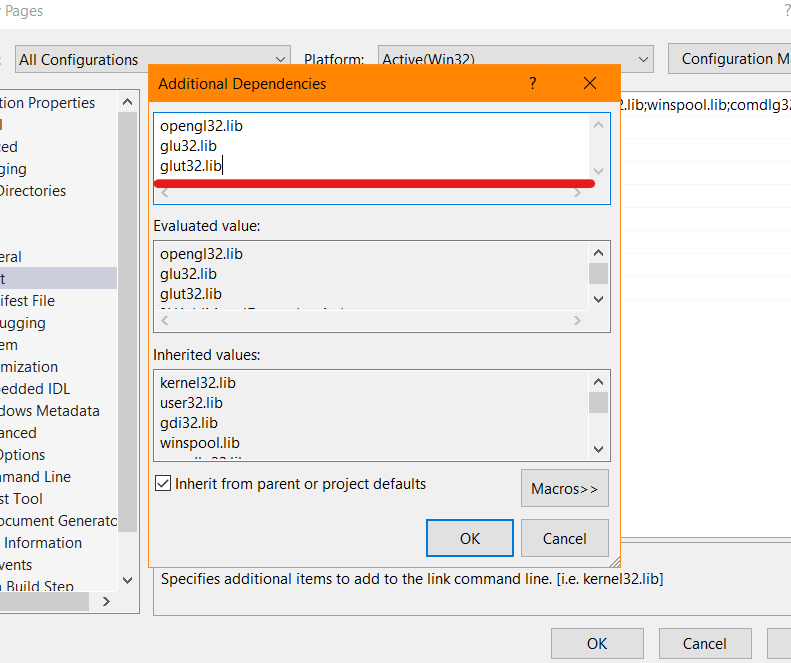 Pages
?
All Configurations
Platform:
Active(Win32)
Configuration M
Additional Dependencies
?
tion Properties
ed
ging
Directories
eral
t
ifest File
ugging
em
mization
edded IDL
dows Metadata
anced
Options
mmand Line
st Tool
ocument Generato
Information
vents
Build Step
2.lib;winspool.lib;comdlg32
opengl32.lib
glu32.lib
glut32.lib
Evaluated value:
opengl32.lib
glu32.lib
glut32.lib
Inherited values:
kernel32.lib
user32.lib
gdi32.lib
winspool.lib
Inherit from parent or project defaults
Macros>>
OK
Cancel
Specifies additional items to add to the link command line. [i.e. kernel32.lib]
OK
Cancel